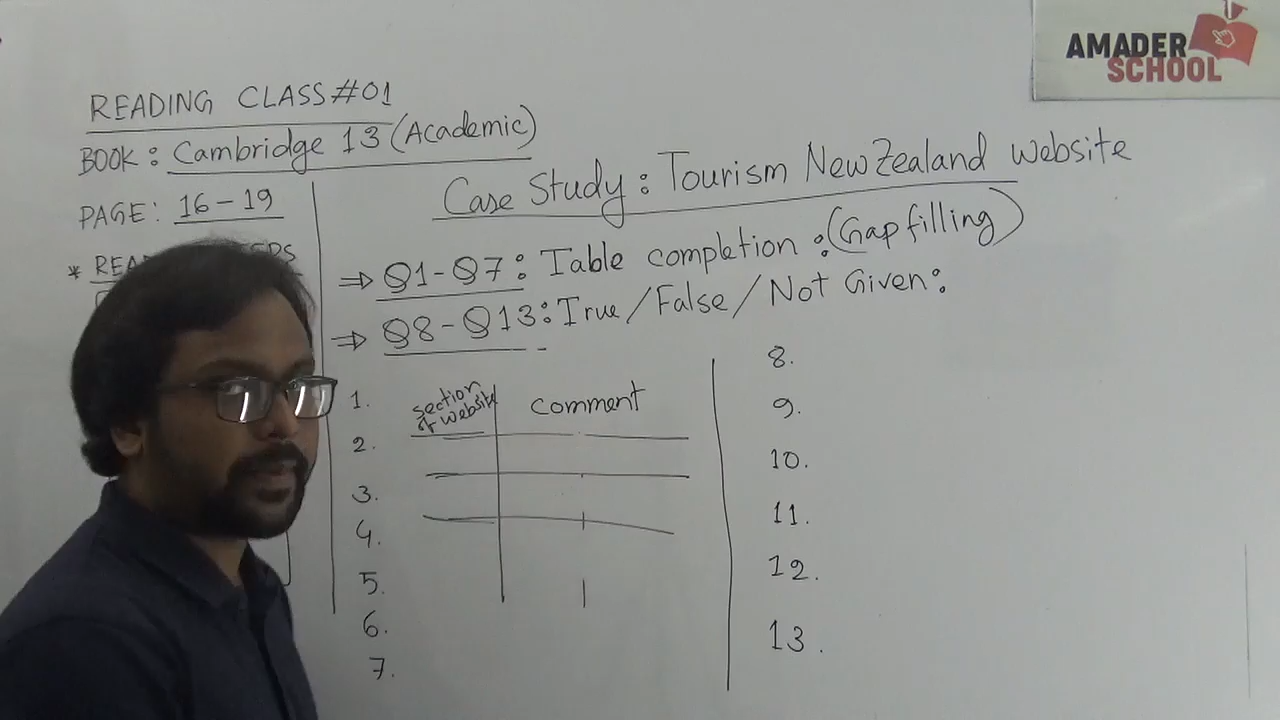 AMADER
SCHOOL
READING CLASS#01
BOOK: Cambridge 13 (Academic)
PAGE: 16-19
Case Study: Tourism New Zealand website
⇒ Q1-Q7: Table completion: (Gap filling)
⇒ Q8-Q13: True/False/Not Given:
1.
2.
3.
4.
5.
6.
7.
section
of website
comment
8.
9.
10.
11.
12.
13.